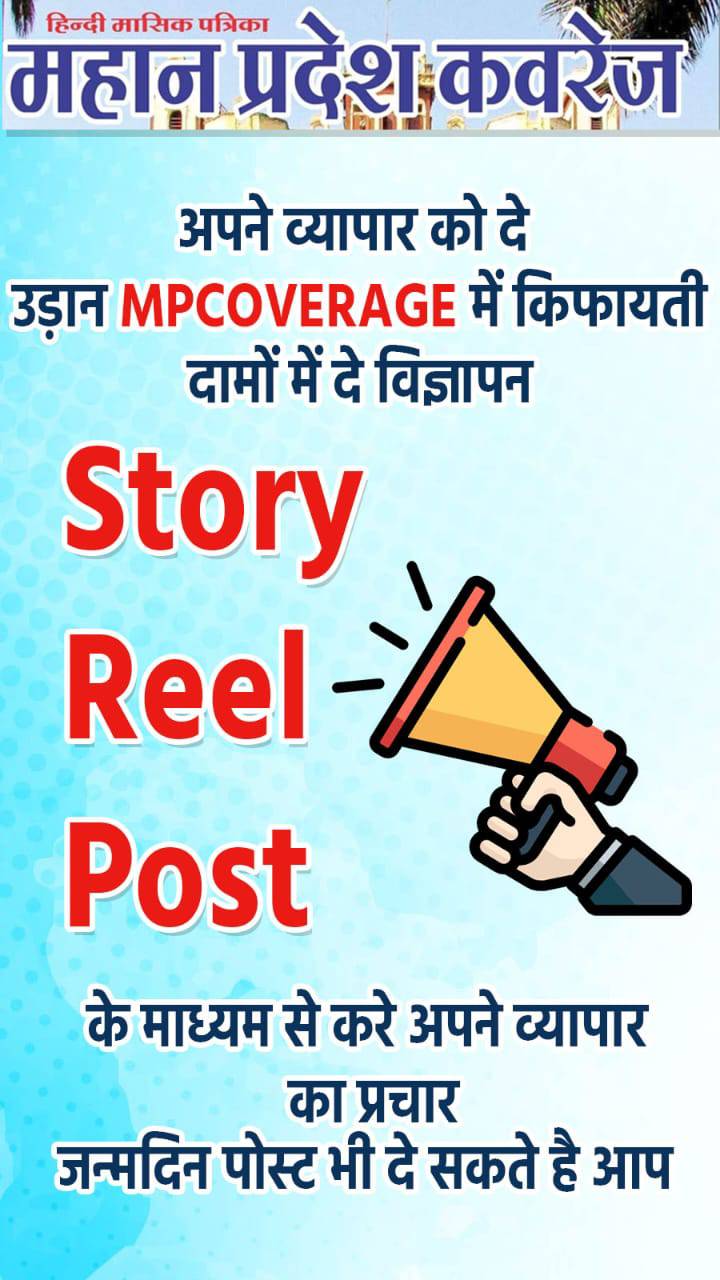 हिन्दी मासिक पत्रिका
महान प्रदेश कवरेज
अपने व्यापार को दे
उड़ान MPCOVERAGE में किफायती
दामों में दे विज्ञापन
Story
Reel
Post
के माध्यम से करे अपने व्यापार
का प्रचार
जन्मदिन पोस्ट भी दे सकते है आप